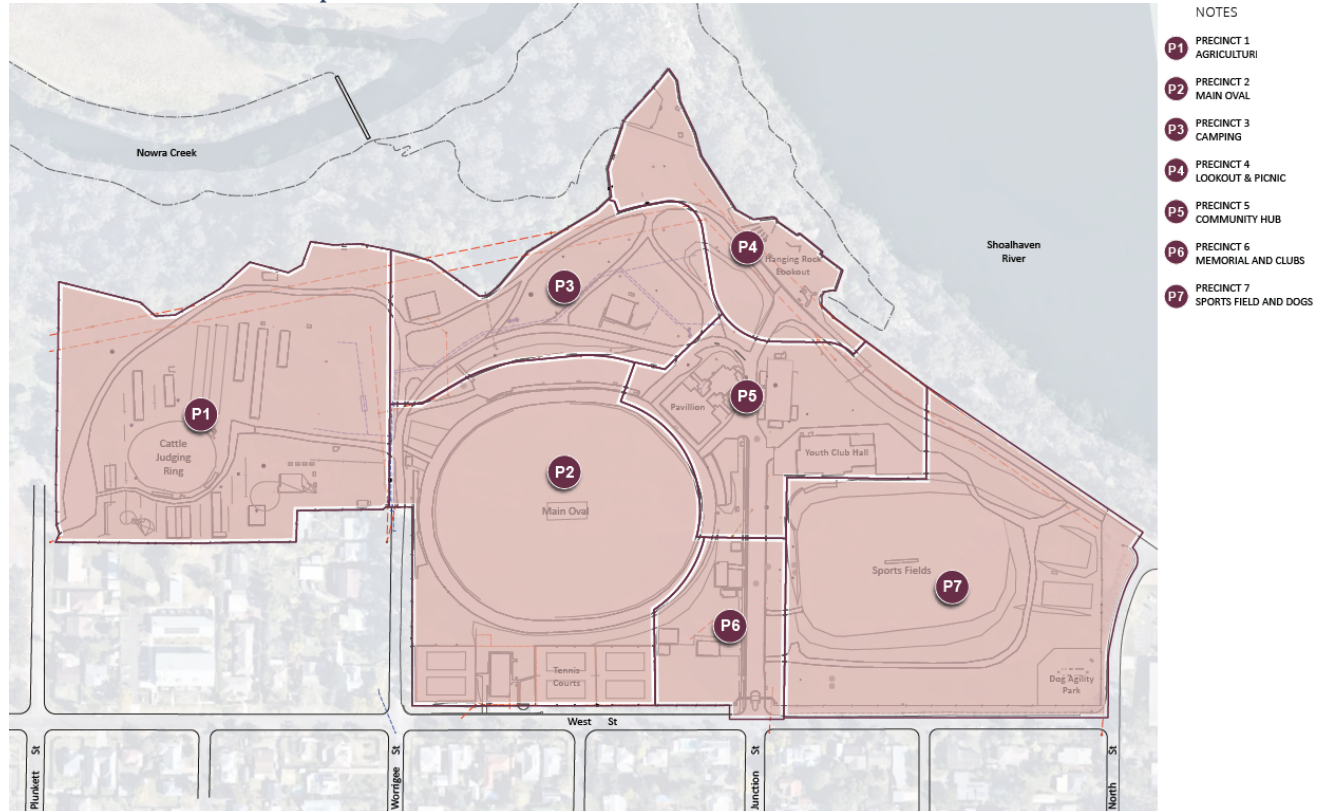 NOTES
P1 PRECINCT 1
AGRICULTURE
P2 PRECINCT 2
MAIN OVAL
P3 PRECINCT 3
CAMPING
P4 PRECINCT 4
LOOKOUT & PICNIC
P5 PRECINCT 5
COMMUNITY HUB
P6 PRECINCT 6
MEMORIAL AND CLUBS
P7 PRECINCT 7
SPORTS FIELD AND DOGS
Nowra Creek
Shoalhaven
River
P4
Hanging Rock
Lookout
P3
P5
Pavillion
P1
Cattle
Judging
Ring
Youth Club Hall
P2
Main Oval
Sports Fields
P7
P6
Tennis
Courts
Dog Agility
Park
West St
Plunkett St
Worrigee St
Junction St
North St